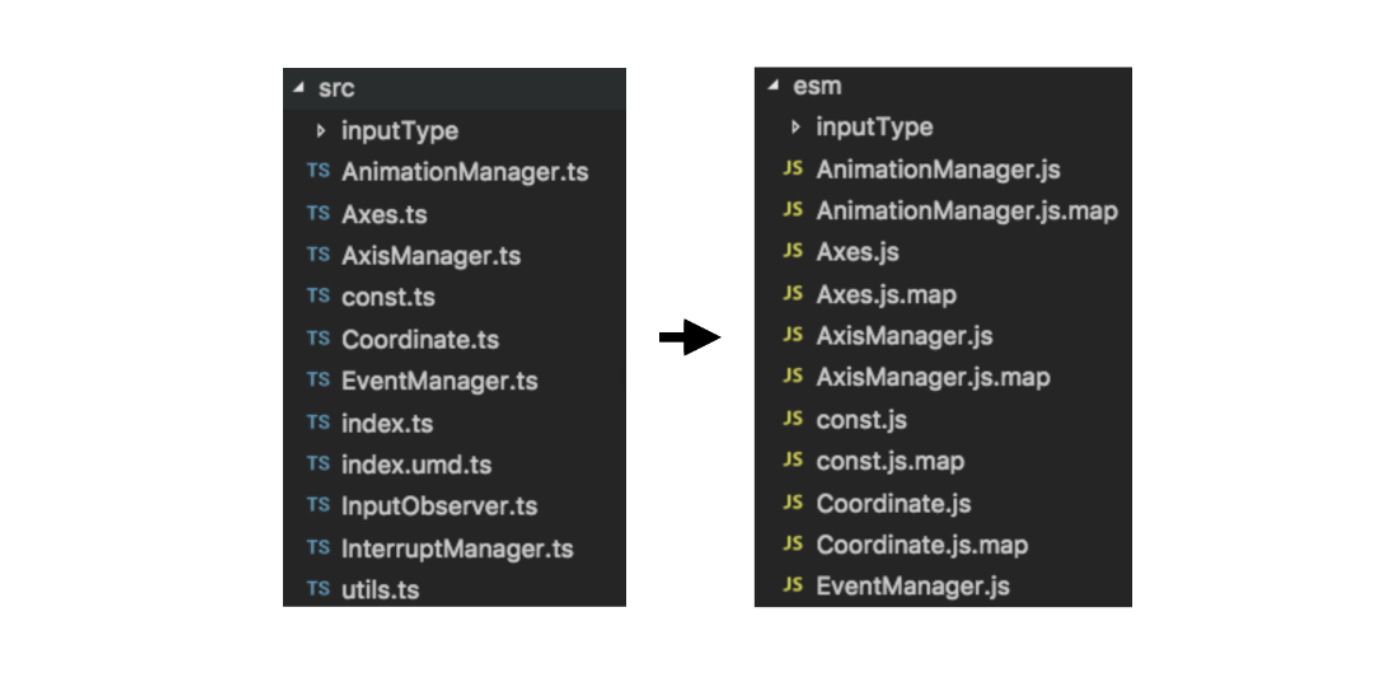 src
inputType
TS AnimationManager.ts
TS Axes.ts
TS AxisManager.ts
TS const.ts
TS Coordinate.ts
TS EventManager.ts
TS index.ts
TS index.umd.ts
TS InputObserver.ts
TS InterruptManager.ts
TS utils.ts
esm
inputType
JS AnimationManager.js
JS AnimationManager.js.map
JS Axes.js
JS Axes.js.map
JS AxisManager.js
JS AxisManager.js.map
JS const.js
JS const.js.map
JS Coordinate.js
JS Coordinate.js.map
JS EventManager.js